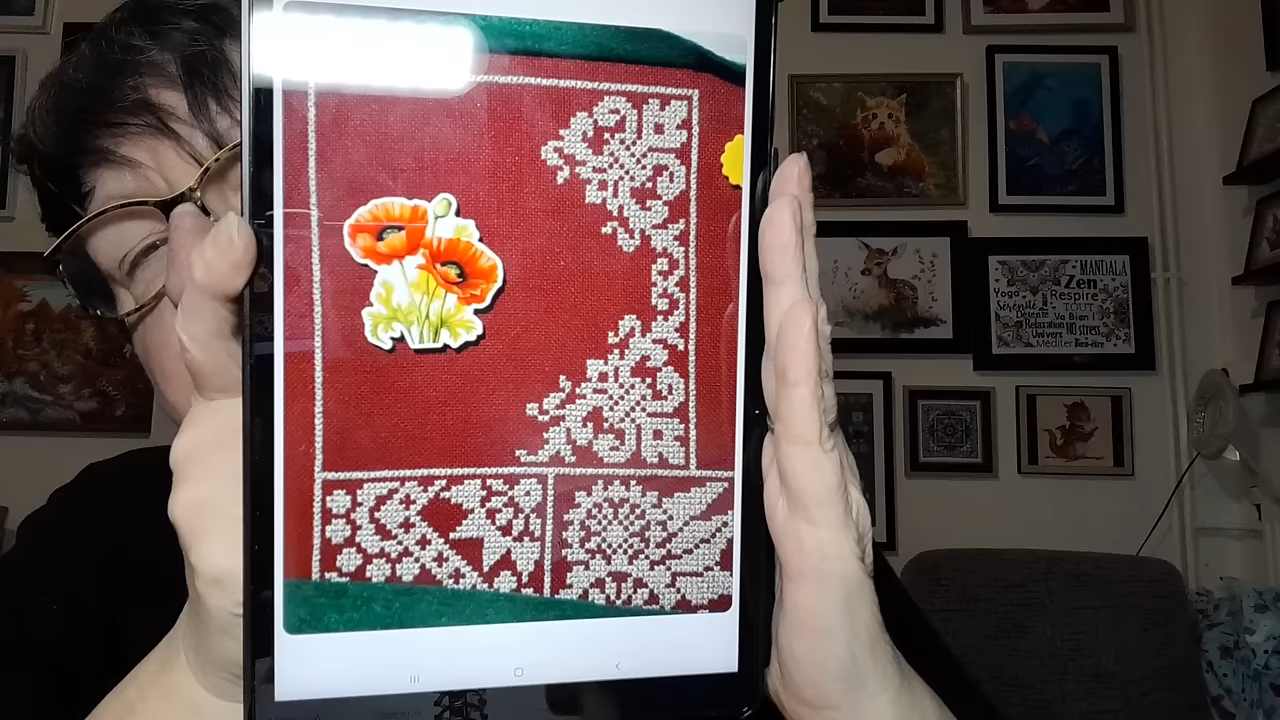 MANDALA
Zen
Yoga
Respire
Sérénité
TOUT
Détente
Va Bien !
Relaxation
NO stress
Univers
Méditer Bien-être